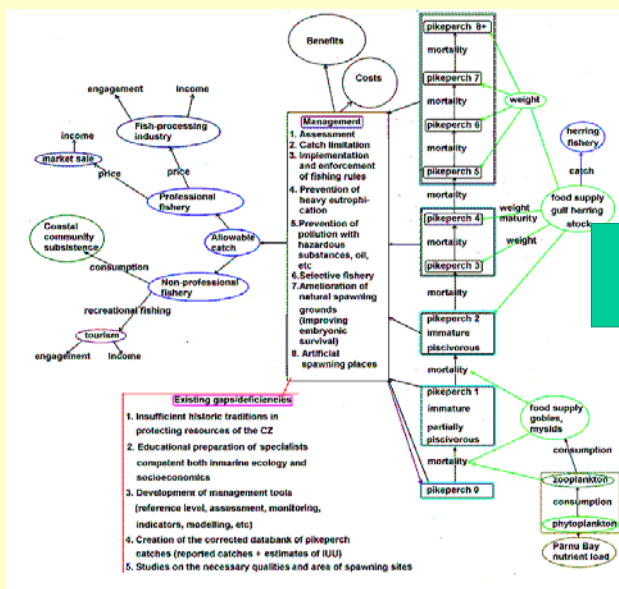 Benefits
Costs
engagement
income
Fish-processing
industry
income
market sale
price
price
Professional
fishery
Coastal
community
subsistence
Allowable
catch
consumption
Non-professional
fishery
recreational fishing
tourism
engagement
Income
Management
1. Assessment
2. Catch limitation
3. Implementation
and enforcement
of fishing rules
4. Prevention of
heavy eutrophi-
cation
5.Prevention of
pollution with
hazardous
substances, oil,
etc
6.Selective fishery
7.Amelioration of
natural spawning
grounds
(improving
embryonic
survival)
8. Artificial
spawning places
pikeperch 8+
mortality
pikeperch 7
mortality
pikeperch 6
mortality
pikeperch 5
mortality
pikeperch 4
mortality
pikeperch 3
mortality
pikeperch 2
immature
piscivorous
mortality
pikeperch 1
immature
partially
piscivorous
mortality
pikeperch 0
weight
herring
fishery
catch
weight
maturity
weight
food supply
gulf herring
stock
food supply
gobies,
mysids
consumption
zooplankton
consumption
phytoplankton
Pärnu Bay
nutrient load
Existing gaps/deficiencies
1. Insufficient historic traditions in
protecting resources of the CZ
2. Educational preparation of specialists
competent both inmarine ecology and
socioeconomics
3. Development of management tools
(reference level, assessment, monitoring,
indicators, modelling, etc)
4. Creation of the corrected databank of pikeperch
catches (reported catches + estimates of IUU)
5. Studies on the necessary qualities and area of spawning sites